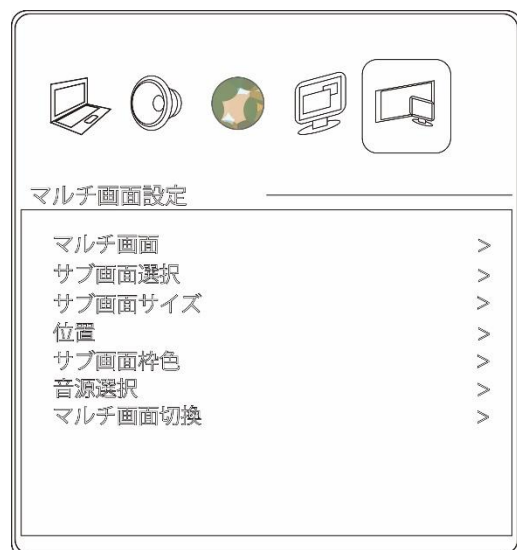 マルチ画面設定
マルチ画面 >
サブ画面選択 >
サブ画面サイズ >
位置 >
サブ画面枠色 >
音源選択 >
マルチ画面切換 >